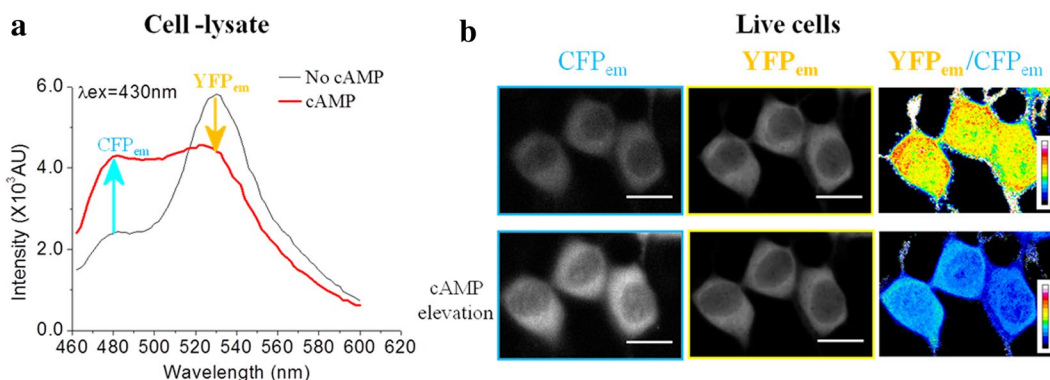 a
Cell -lysate
λex=430nm
YFPem
No cAMP
cAMP
CFPem
6.0
4.0
2.0
0.0
Intensity (X10³AU)
460 480 500 520 540 560 580 600 620
Wavelength (nm)
b
Live cells
CFPem
YFPem
YFPem/CFPem
cAMP
elevation